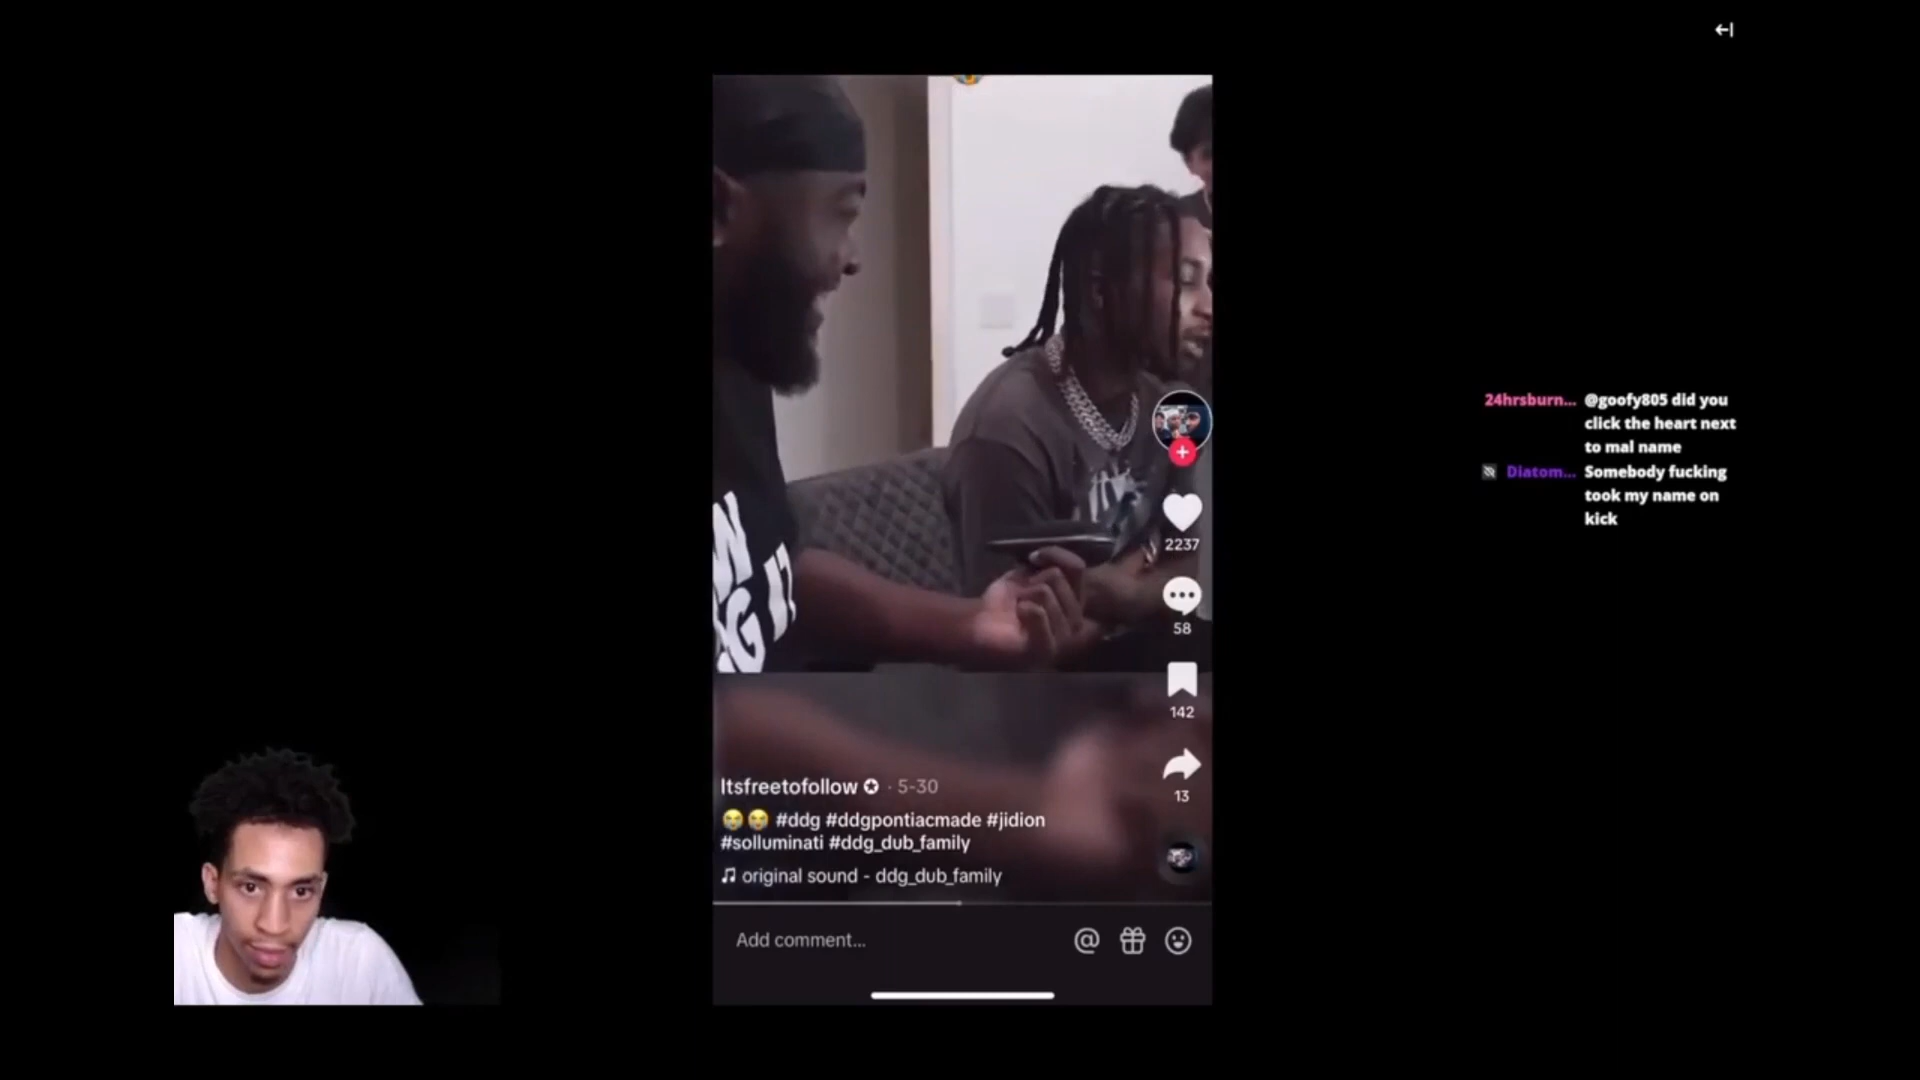 2237
58
142
13
Itsfreetofollow · 5-30
😭😭 #ddg #ddgpontiacmade #jidion
#solluminati #ddg_dub_family
original sound - ddg_dub_family
Add comment...
24hrsburn... @goofy805 did you
click the heart next
to mal name
Diatom... Somebody fucking
took my name on
kick